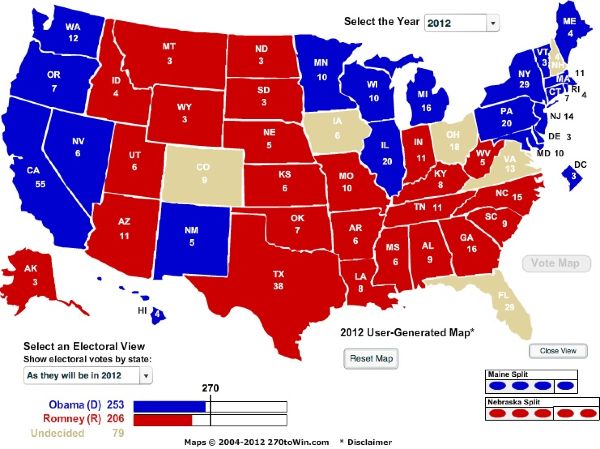 Select the Year 2012
WA
12
OR
7
CA
55
NV
6
ID
4
MT
3
WY
3
UT
6
AZ
11
CO
9
NM
5
ND
3
SD
3
NE
5
KS
6
OK
7
TX
38
MN
10
IA
6
MO
10
AR
6
LA
8
WI
10
IL
20
MI
16
IN
11
OH
18
KY
8
TN 11
MS
6
AL
9
GA
16
FL
29
SC
9
NC 15
VA
13
WV
5
PA
20
NY
29
VT
3
NH
4
ME
4
MA
11
RI
4
CT
7
NJ 14
DE 3
MD 10
DC
3
AK
3
HI
4
Vote Map
2012 User-Generated Map*
Reset Map
Close View
Select an Electoral View
Show electoral votes by state:
As they will be in 2012
270
Obama (D) 253
Romney (R) 206
Undecided 79
Maine Split
Nebraska Split
Maps © 2004-2012 270toWin.com * Disclaimer